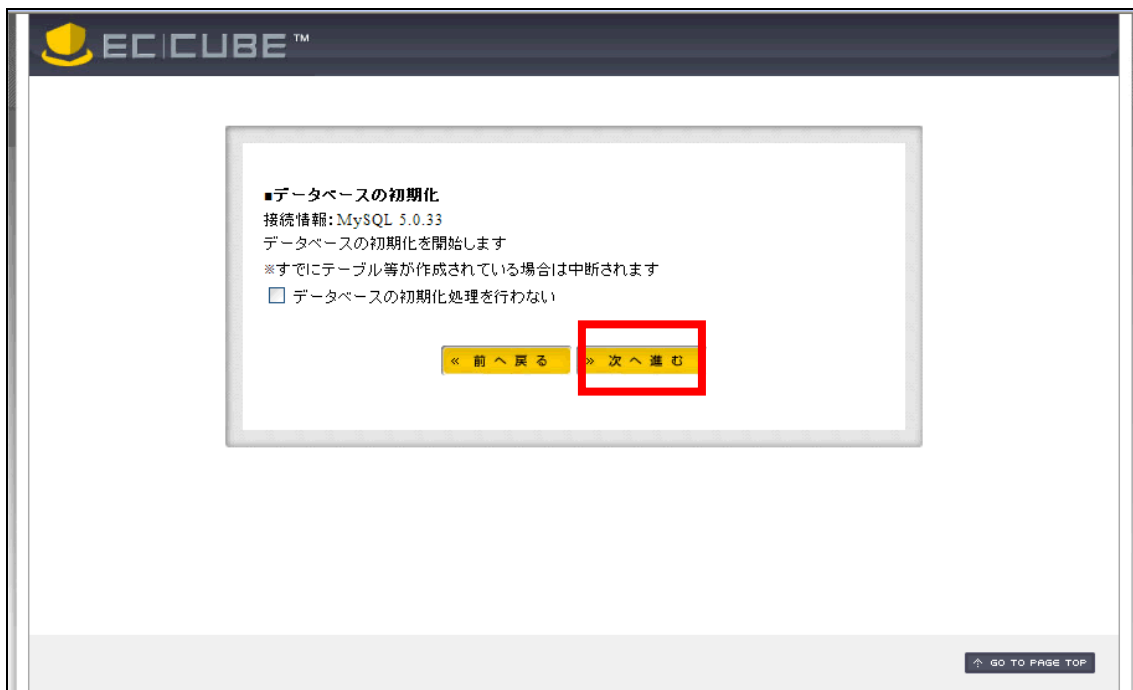 EC CUBE™
■データベースの初期化
接続情報:MySQL 5.0.33
データベースの初期化を開始します
※すでにテーブル等が作成されている場合は中断されます
データベースの初期化処理を行わない
« 前へ戻る » 次へ進む
↑ GO TO PAGE TOP